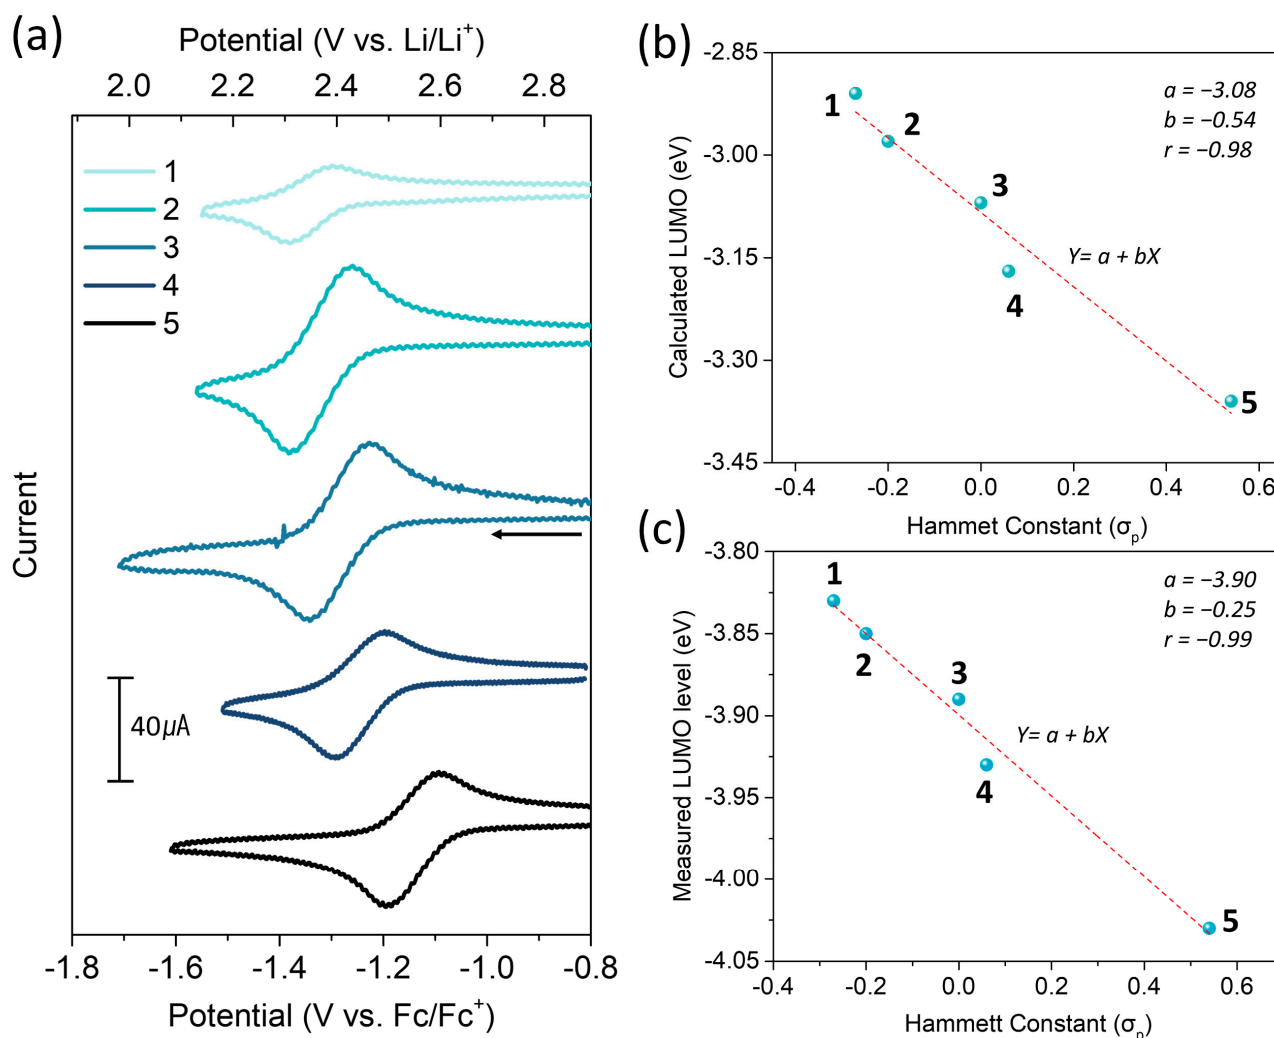 (a)
Potential (V vs. Li/Li⁺)
2.0 2.2 2.4 2.6 2.8
1
2
3
4
5
Current
40µA
-1.8 -1.6 -1.4 -1.2 -1.0 -0.8
Potential (V vs. Fc/Fc⁺)
(b)
Calculated LUMO (eV)
-2.85
-3.00
-3.15
-3.30
-3.45
a = −3.08
b = −0.54
r = −0.98
1
2
3
Y= a + bX
4
5
-0.4 -0.2 0.0 0.2 0.4 0.6
Hammet Constant (σₚ)
(c)
Measured LUMO level (eV)
-3.80
-3.85
-3.90
-3.95
-4.00
-4.05
a = −3.90
b = −0.25
r = −0.99
1
2
3
Y= a + bX
4
5
-0.4 -0.2 0.0 0.2 0.4 0.6
Hammett Constant (σₚ)